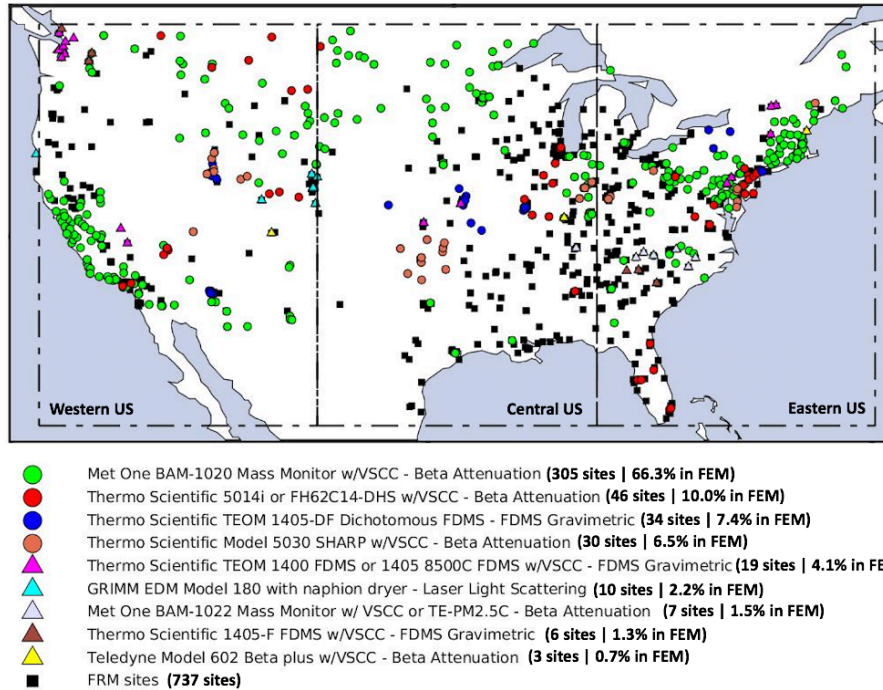 Western US
Central US
Eastern US
Met One BAM-1020 Mass Monitor w/VSCC - Beta Attenuation (305 sites | 66.3% in FEM)
Thermo Scientific 5014i or FH62C14-DHS w/VSCC - Beta Attenuation (46 sites | 10.0% in FEM)
Thermo Scientific TEOM 1405-DF Dichotomous FDMS - FDMS Gravimetric (34 sites | 7.4% in FEM)
Thermo Scientific Model 5030 SHARP w/VSCC - Beta Attenuation (30 sites | 6.5% in FEM)
Thermo Scientific TEOM 1400 FDMS or 1405 8500C FDMS w/VSCC - FDMS Gravimetric (19 sites | 4.1% in FE
GRIMM EDM Model 180 with naphion dryer - Laser Light Scattering (10 sites | 2.2% in FEM)
Met One BAM-1022 Mass Monitor w/ VSCC or TE-PM2.5C - Beta Attenuation (7 sites | 1.5% in FEM)
Thermo Scientific 1405-F FDMS w/VSCC - FDMS Gravimetric (6 sites | 1.3% in FEM)
Teledyne Model 602 Beta plus w/VSCC - Beta Attenuation (3 sites | 0.7% in FEM)
FRM sites (737 sites)